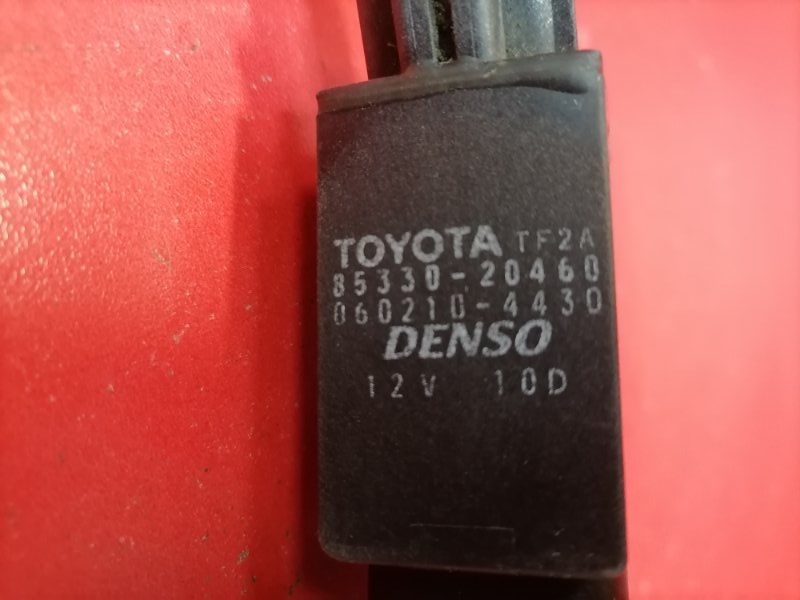 TOYOTA TF2A
85330-20460
060210-4430
DENSO
12V 10D